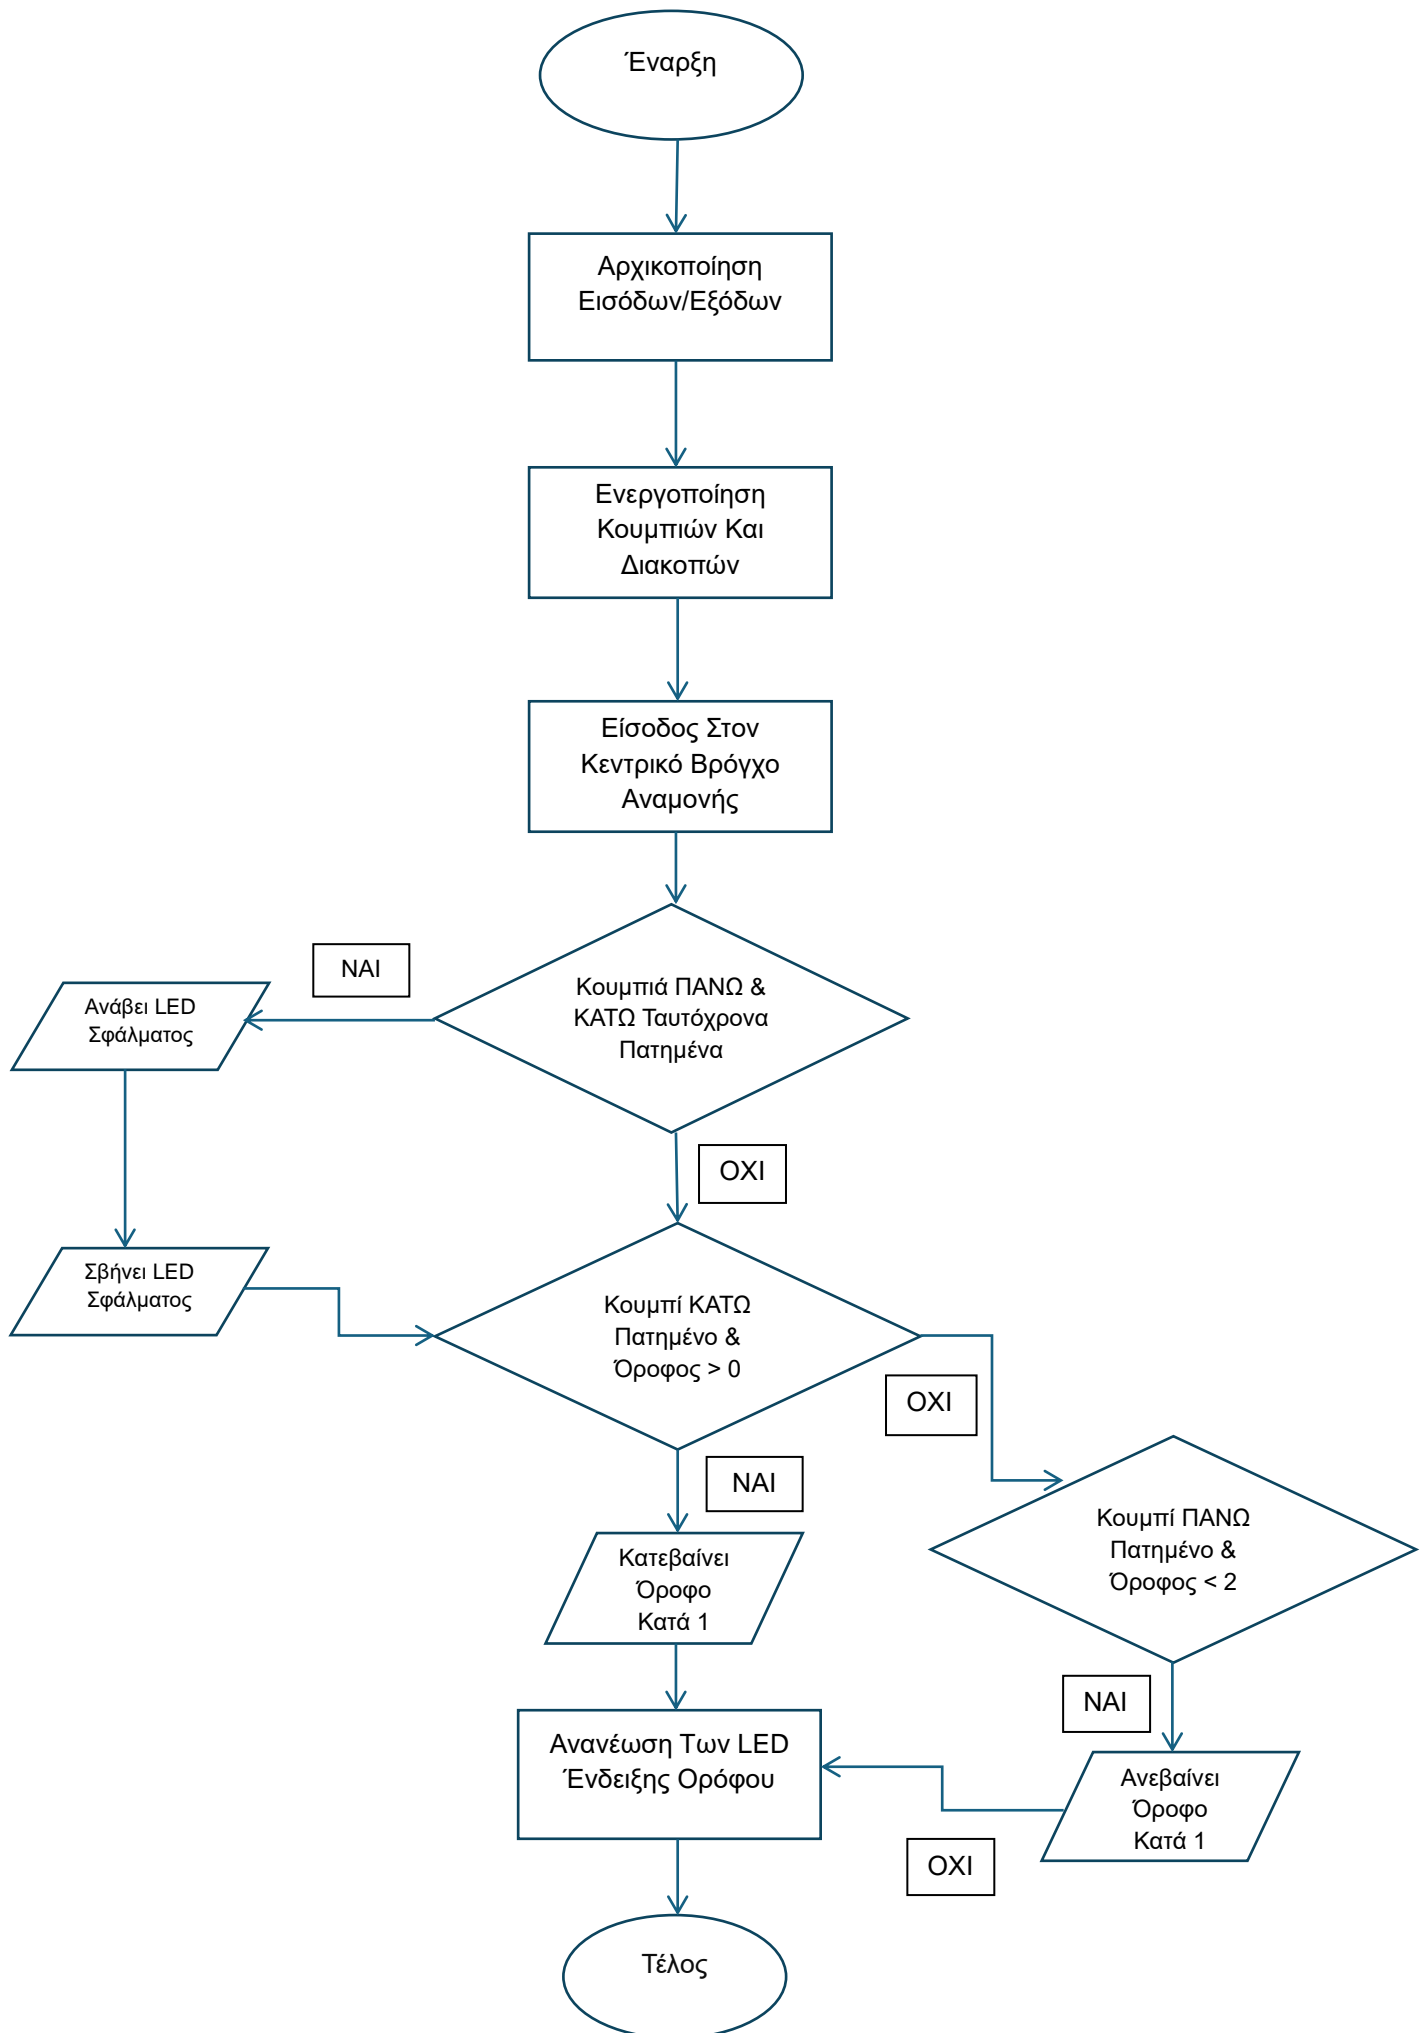 Έναρξη
Αρχικοποίηση
Εισόδων/Εξόδων
Ενεργοποίηση
Κουμπιών Και
Διακοπών
Είσοδος Στον
Κεντρικό Βρόγχο
Αναμονής
ΝΑΙ
Κουμπιά ΠΑΝΩ &
ΚΑΤΩ Ταυτόχρονα
Πατημένα
Ανάβει LED
Σφάλματος
ΟΧΙ
Σβήνει LED
Σφάλματος
Κουμπί ΚΑΤΩ
Πατημένο &
Όροφος > 0
ΟΧΙ
ΝΑΙ
Κουμπί ΠΑΝΩ
Πατημένο &
Όροφος < 2
Κατεβαίνει
Όροφο
Κατά 1
ΝΑΙ
Ανανέωση Των LED
Ένδειξης Ορόφου
Ανεβαίνει
Όροφο
Κατά 1
ΟΧΙ
Τέλος